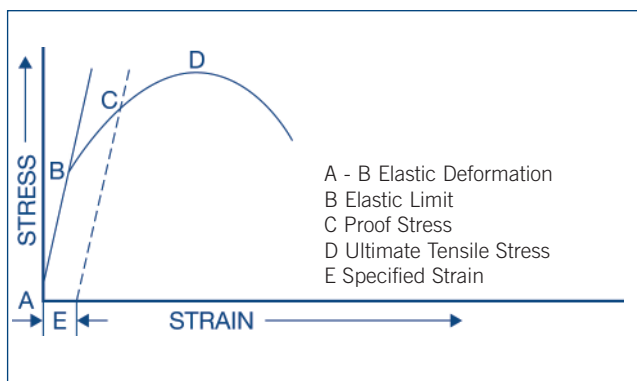 D
C
B
STRESS
A - B Elastic Deformation
B Elastic Limit
C Proof Stress
D Ultimate Tensile Stress
E Specified Strain
A
E
STRAIN